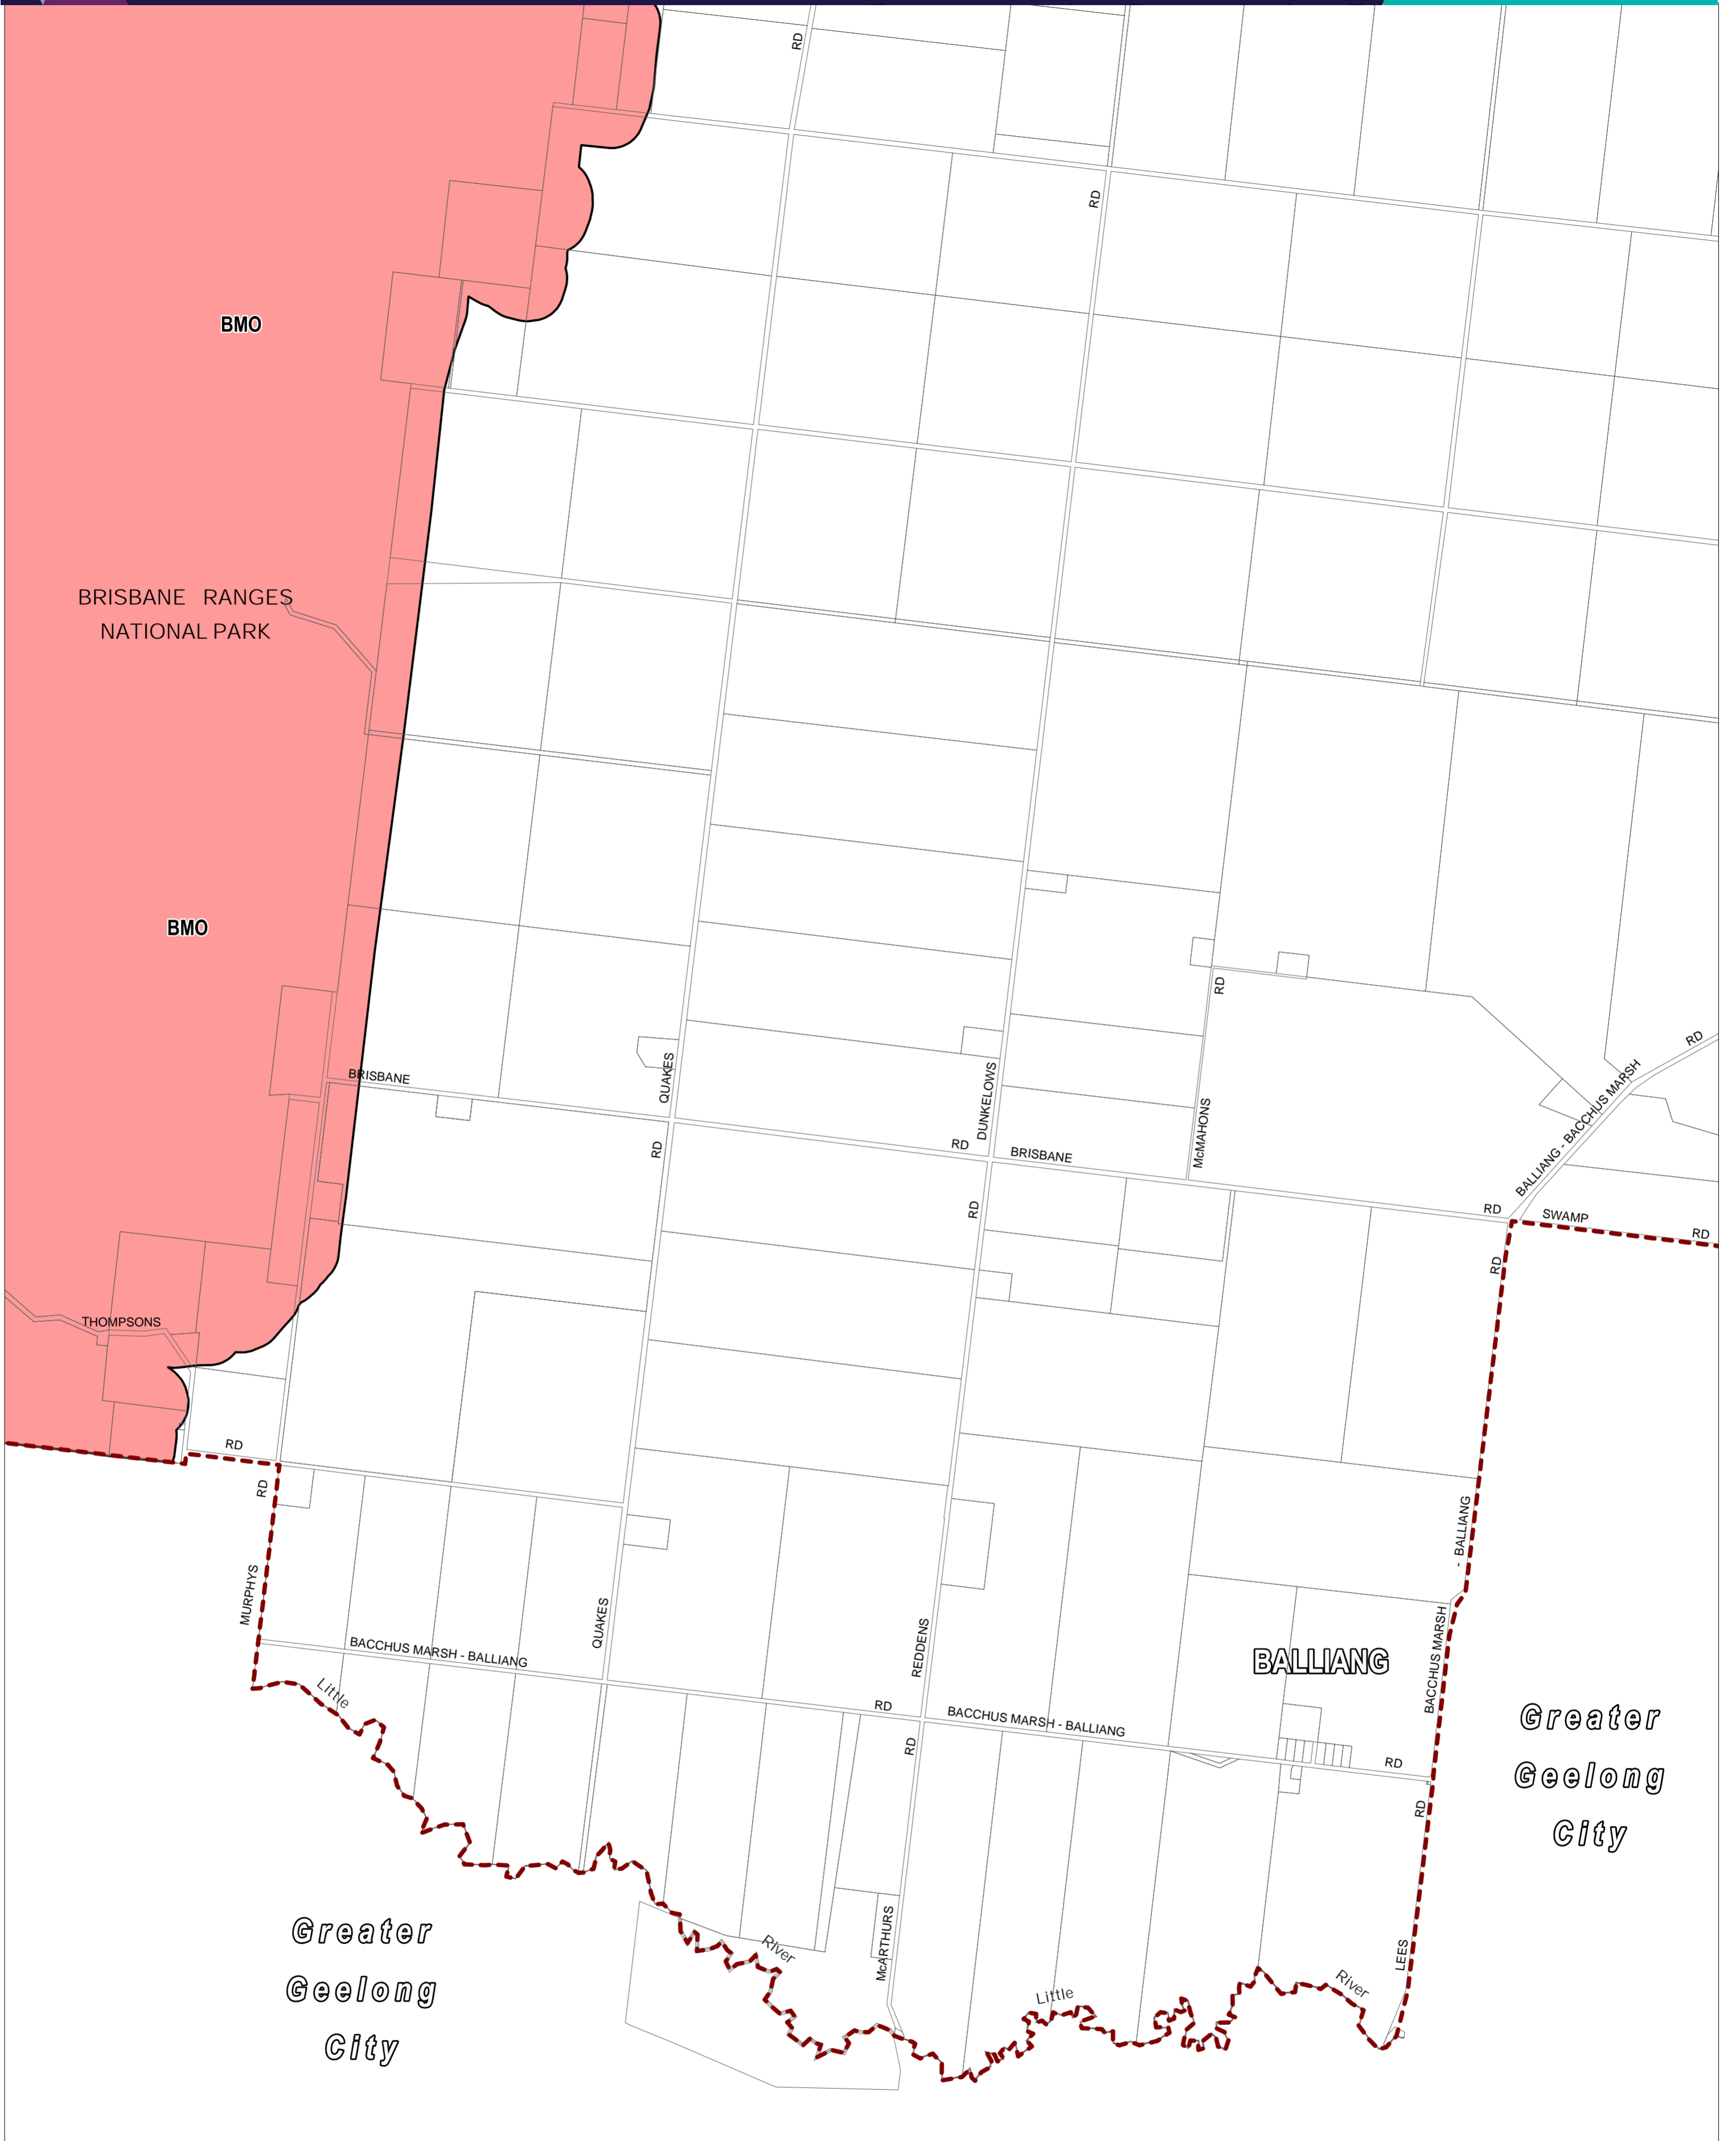 RD
RD
BMO
BRISBANE RANGES
NATIONAL PARK
BMO
RD
RD
BALLIANG - BACCHUS MARSH
QUAKES
BRISBANE
DUNKELOWS
McMAHONS
RD
RD
BRISBANE
RD
RD
SWAMP
RD
RD
RD
THOMPSONS
RD
RD
MURPHYS
QUAKES
REDDENS
- BALLIANG
BACCHUS MARSH
BACCHUS MARSH - BALLIANG
BALLIANG
Little
RD
BACCHUS MARSH - BALLIANG
RD
RD
RD
Greater
Geelong
City
Greater
Geelong
City
River
McARTHURS
Little
River
LEES